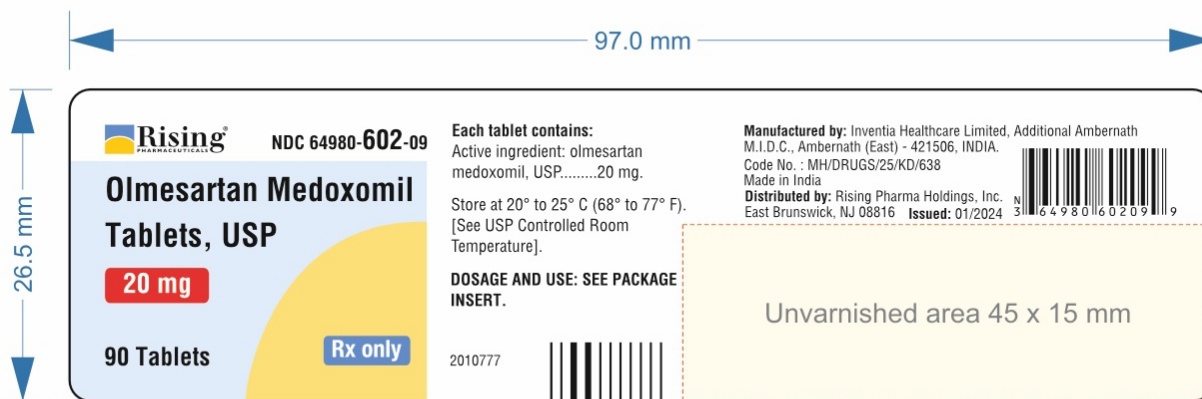 97.0 mm
26.5 mm
Rising®
PHARMACEUTICALS
NDC 64980-602-09
Olmesartan Medoxomil
Tablets, USP
20 mg
90 Tablets
Rx only
Each tablet contains:
Active ingredient: olmesartan
medoxomil, USP.........20 mg.
Store at 20° to 25° C (68° to 77° F).
[See USP Controlled Room
Temperature].
DOSAGE AND USE: SEE PACKAGE
INSERT.
2010777
Manufactured by: Inventia Healthcare Limited, Additional Ambernath
M.I.D.C., Ambernath (East) - 421506, INDIA.
Code No. : MH/DRUGS/25/KD/638
Made in India
Distributed by: Rising Pharma Holdings, Inc.
East Brunswick, NJ 08816 Issued: 01/2024
N
3 64980 60209 9
Unvarnished area 45 x 15 mm